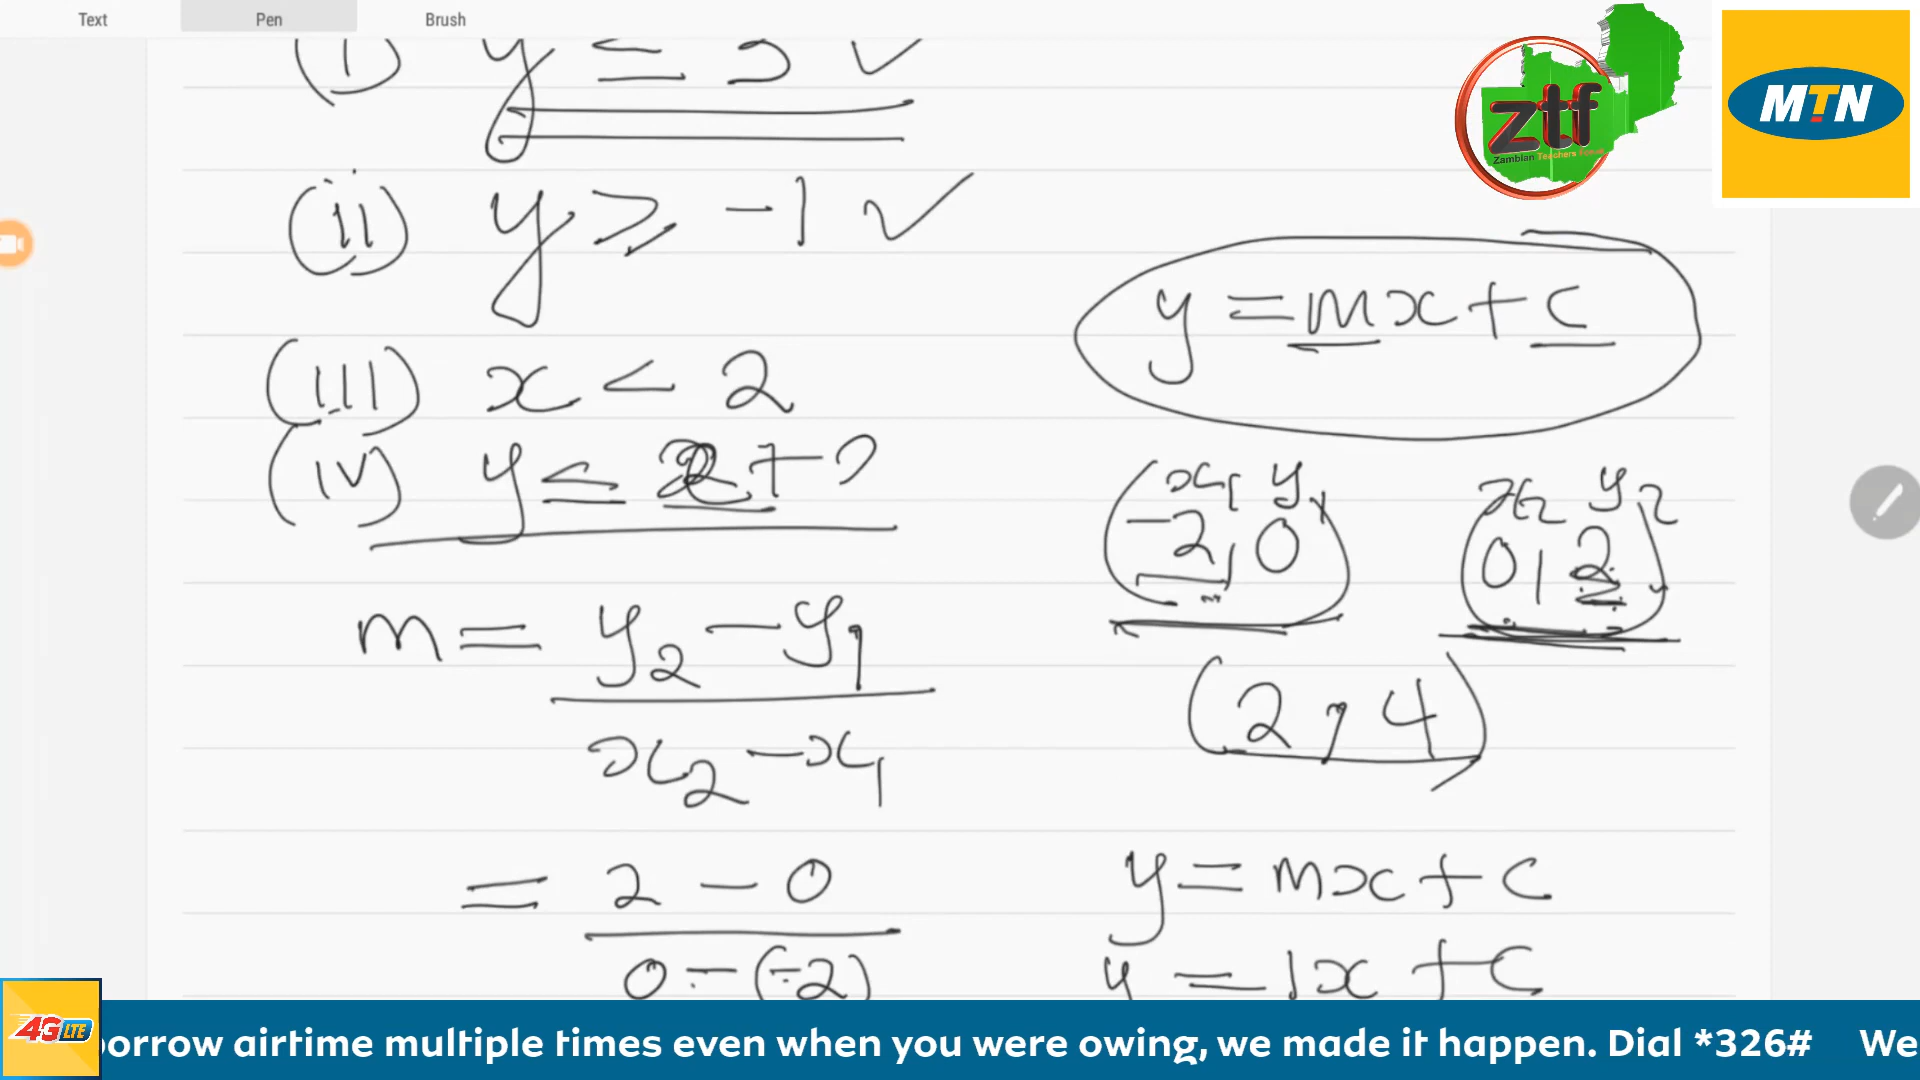 Text Pen Brush
(i) y ≤ 5 ✓
(ii) y ≥ -1 ✓
(iii) x < 2
(iv) y ≤
m = y₂ - y₁
x₂ - x₁
= 2 - 0
0 - (-2)
ztf
Zambian Teachers Focus
MTN
y = mx + c
x₁ y₁
(-2, 0)
x₂ y₂
(0, 2)
(2, 4)
y = mx + c
y = 1x + c
4G LTE
orrow airtime multiple times even when you were owing, we made it happen. Dial *326# We